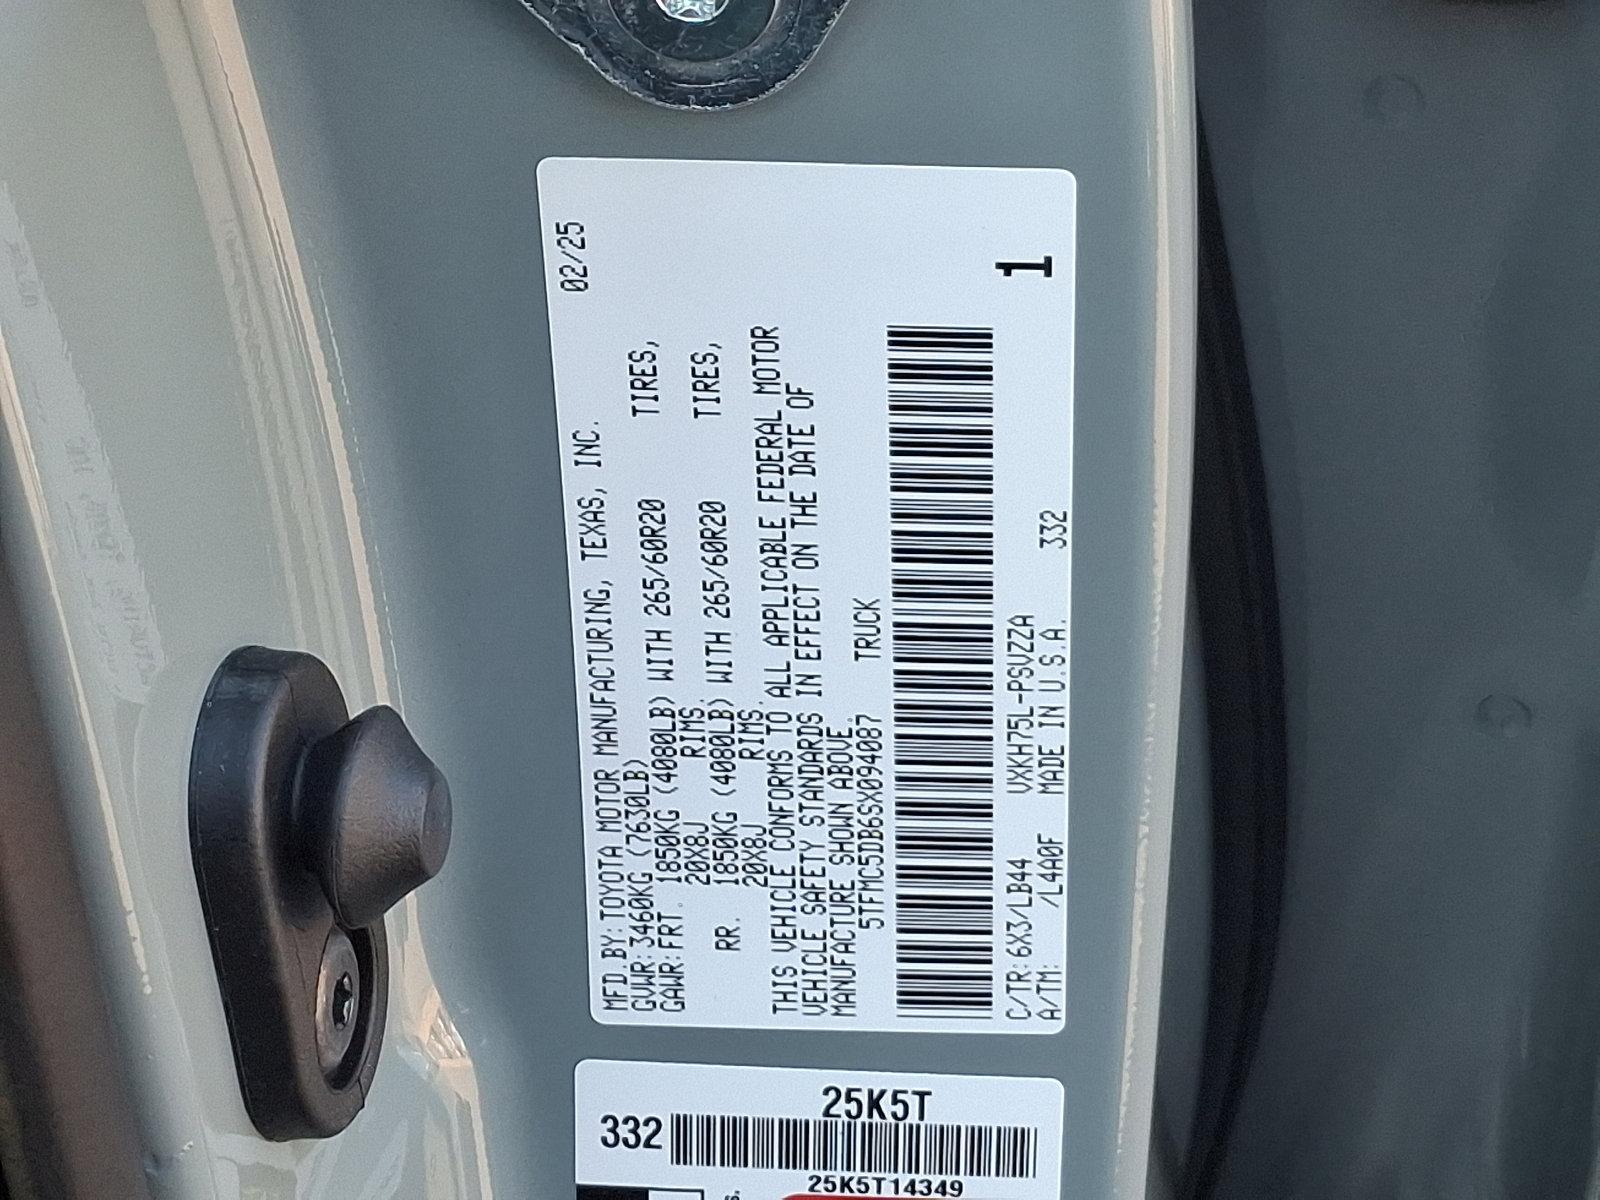 02/25
MFD.BY:TOYOTA MOTOR MANUFACTURING, TEXAS, INC.
GVWR:3460KG (7630LB)
GAWR:FRT. 1850KG (4080LB) WITH 265/60R20 TIRES,
20X8J RIMS.
RR. 1850KG (4080LB) WITH 265/60R20 TIRES,
20X8J RIMS.
THIS VEHICLE CONFORMS TO ALL APPLICABLE FEDERAL MOTOR
VEHICLE SAFETY STANDARDS IN EFFECT ON THE DATE OF
MANUFACTURE SHOWN ABOVE.
5TFMC5DB6SX094087 TRUCK
C/TR:6X3/LB44 VXKH75L-PSVZZA
A/TM: /L4A0F MADE IN U.S.A. 332
1
332
25K5T
25K5T14349